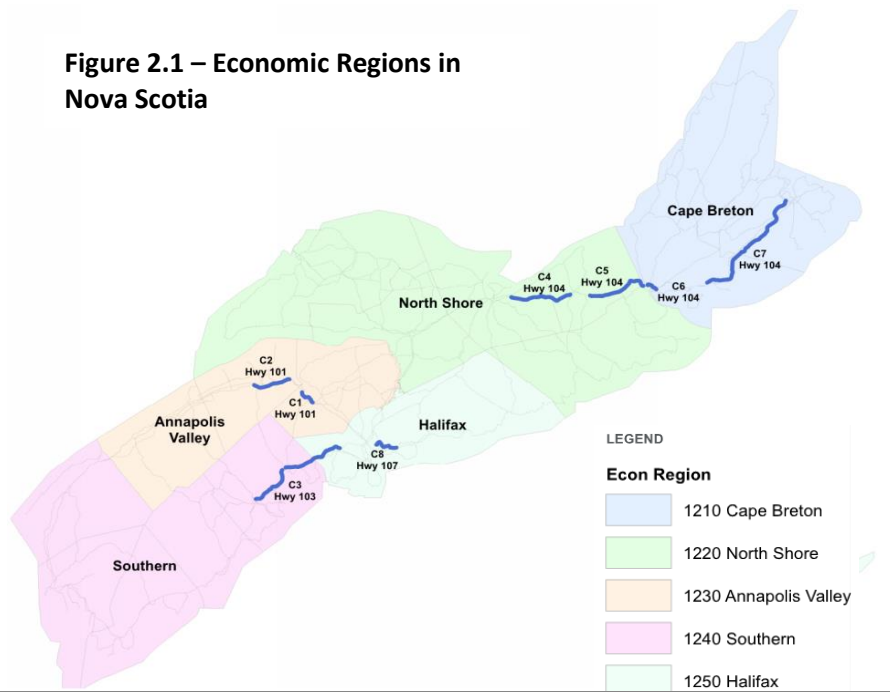 Figure 2.1 – Economic Regions in
Nova Scotia
Cape Breton
C7
Hwy 104
C4
Hwy 104
C5
Hwy 104
C6
Hwy 104
North Shore
C2
Hwy 101
C1
Hwy 101
Annapolis
Valley
Halifax
C8
Hwy 107
C3
Hwy 103
Southern
LEGEND
Econ Region
1210 Cape Breton
1220 North Shore
1230 Annapolis Valley
1240 Southern
1250 Halifax